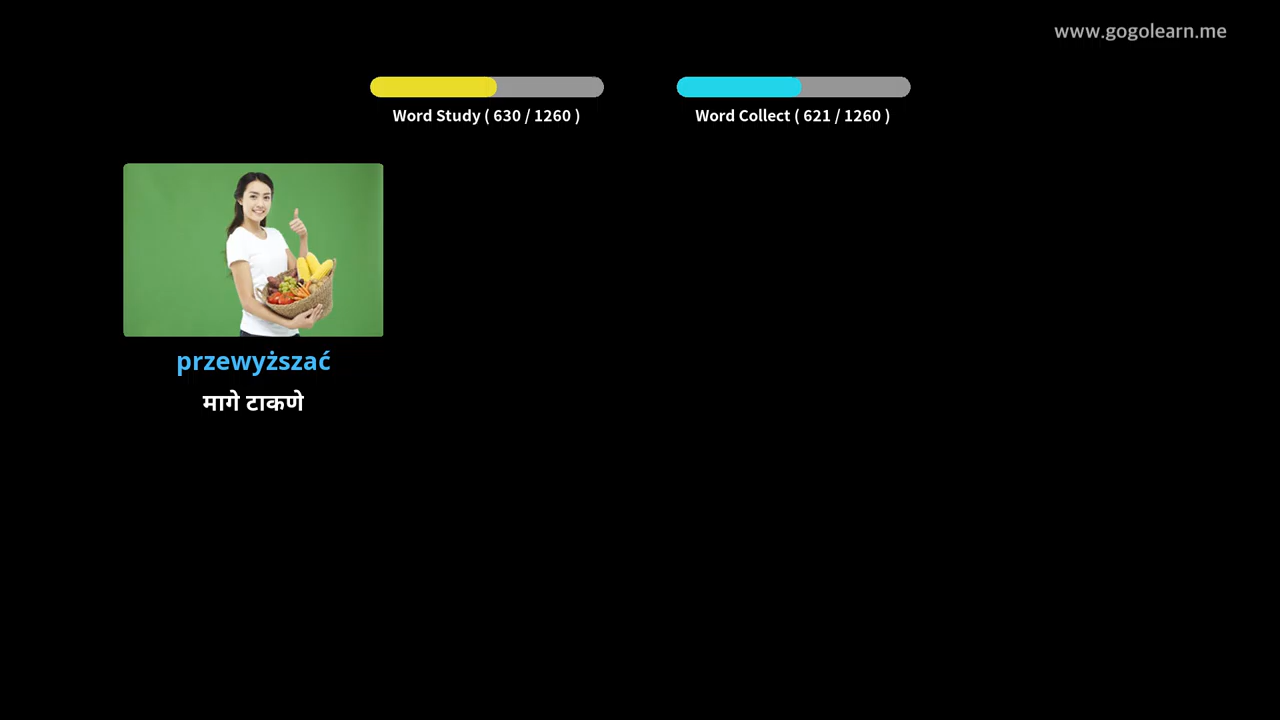 www.gogolearn.me
Word Study ( 630 / 1260 )
Word Collect ( 621 / 1260 )
przewyższać
मागे टाकणे